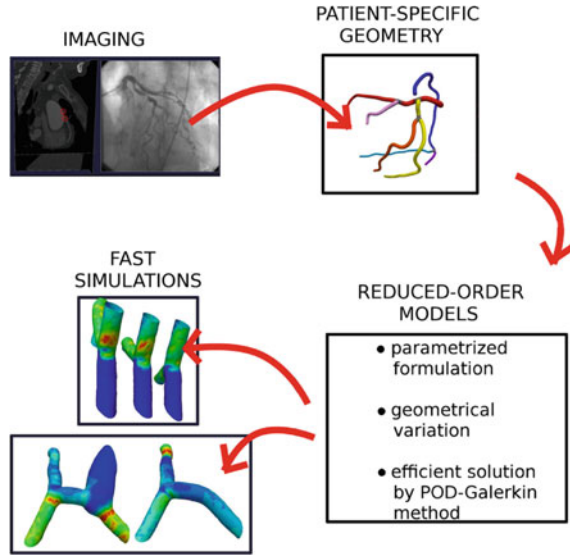 IMAGING
PATIENT-SPECIFIC
GEOMETRY
FAST
SIMULATIONS
REDUCED-ORDER
MODELS
• parametrized
formulation
• geometrical
variation
• efficient solution
by POD-Galerkin
method